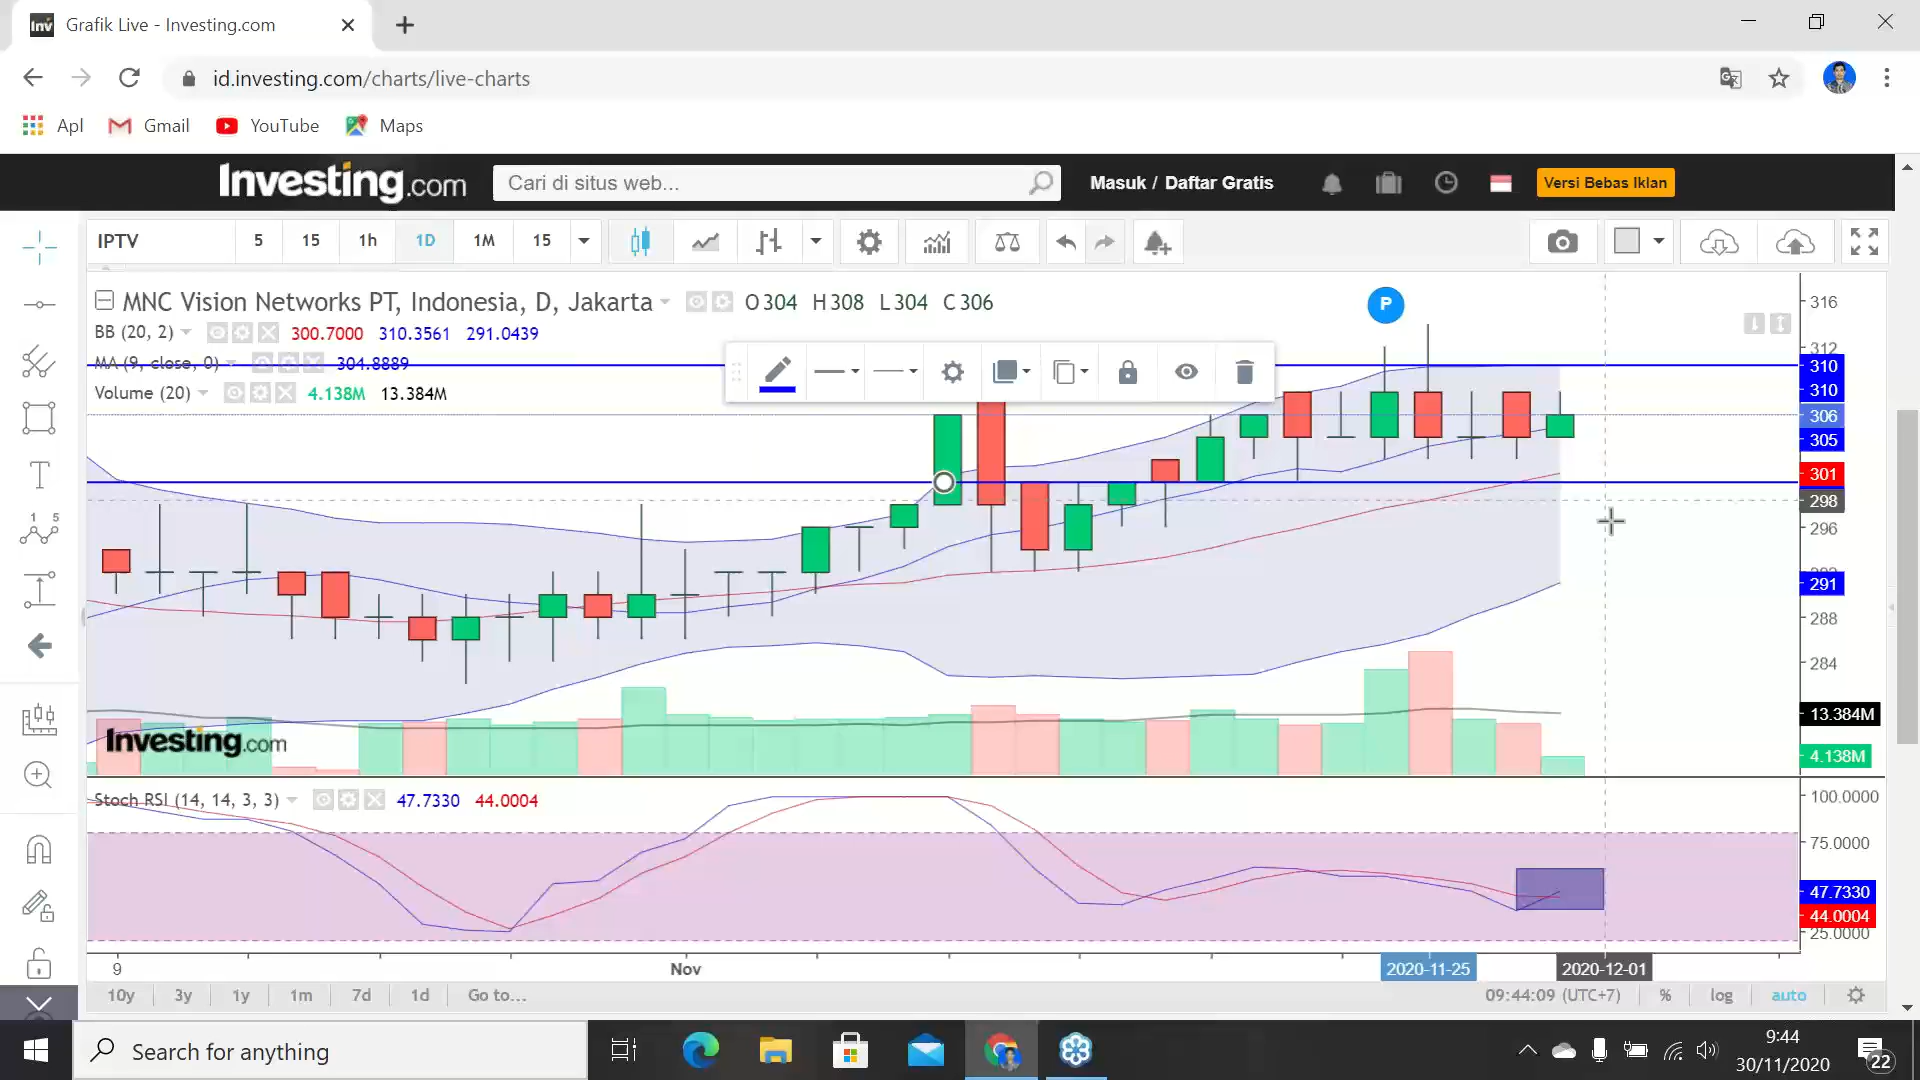 Inv Grafik Live - Investing.com
id.investing.com/charts/live-charts
Apl Gmail YouTube Maps
Investing.com Cari di situs web... Masuk / Daftar Gratis Versi Bebas Iklan
IPTV 5 15 1h 1D 1M 15
MNC Vision Networks PT, Indonesia, D, Jakarta O 304 H 308 L 304 C 306
BB (20, 2) 300.7000 310.3561 291.0439
MA (9, close, 0) 304.8889
Volume (20) 4.138M 13.384M
P
316
312
310
310
306
305
301
298
296
292
291
288
284
13.384M
4.138M
Investing.com
Stoch RSI (14, 14, 3, 3) 47.7330 44.0004
100.0000
75.0000
47.7330
44.0004
25.0000
9 Nov 2020-11-25 2020-12-01
10y 3y 1y 1m 7d 1d Go to... 09:44:09 (UTC+7) % log auto
Search for anything
9:44
30/11/2020
22